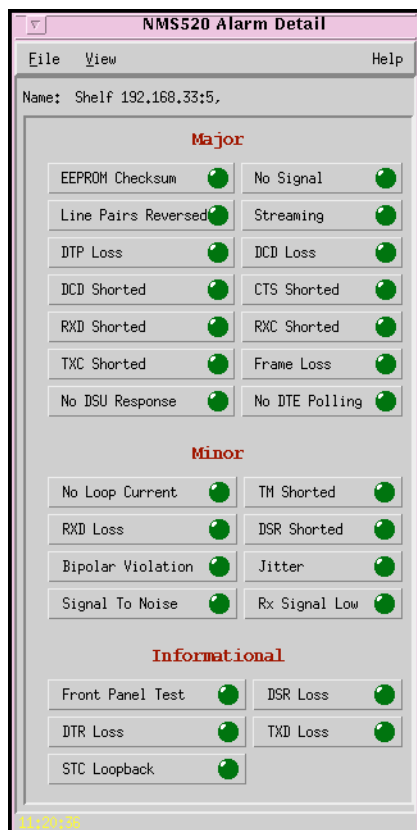 NMS520 Alarm Detail
File View Help
Name: Shelf 192.168.33:5,
Major
EEPROM Checksum No Signal
Line Pairs Reversed Streaming
DTP Loss DCD Loss
DCD Shorted CTS Shorted
RXD Shorted RXC Shorted
TXC Shorted Frame Loss
No DSU Response No DTE Polling
Minor
No Loop Current TM Shorted
RXD Loss DSR Shorted
Bipolar Violation Jitter
Signal To Noise Rx Signal Low
Informational
Front Panel Test DSR Loss
DTR Loss TXD Loss
STC Loopback
11:20:36